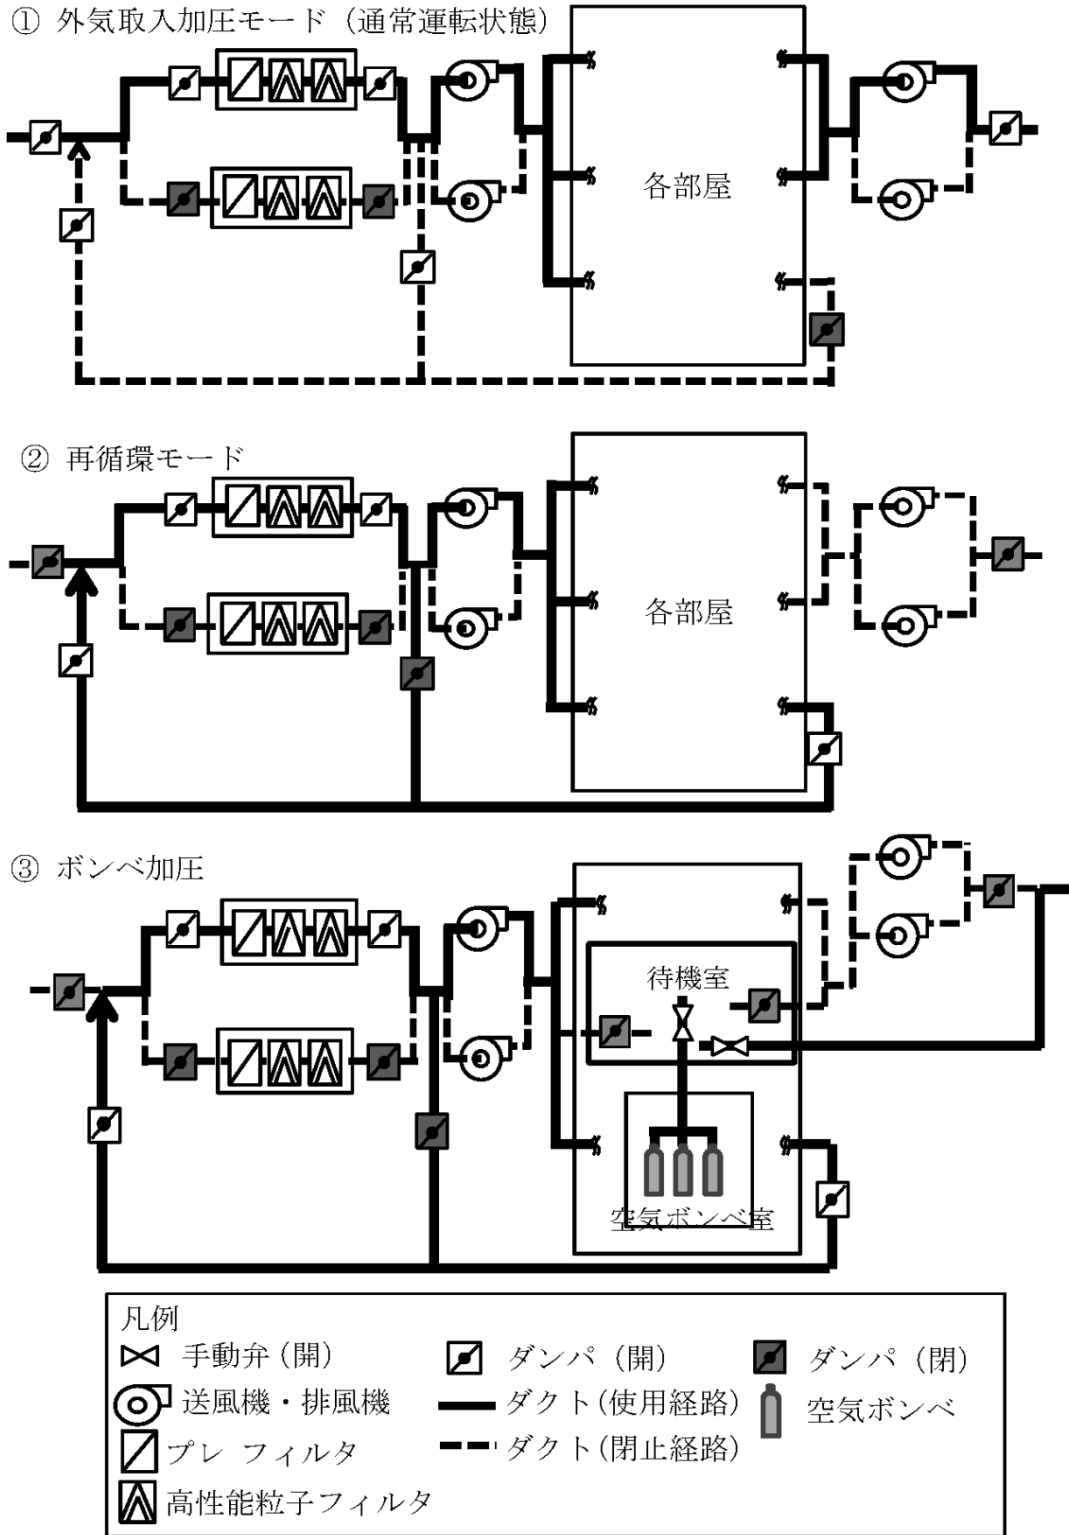 ① 外気取入加圧モード（通常運転状態）
各部屋
② 再循環モード
各部屋
③ ボンベ加圧
待機室
空気ボンベ室
凡例
手動弁（開）
ダンパ（開）
ダンパ（閉）
送風機・排風機
ダクト（使用経路）
空気ボンベ
プレ フィルタ
ダクト（閉止経路）
高性能粒子フィルタ